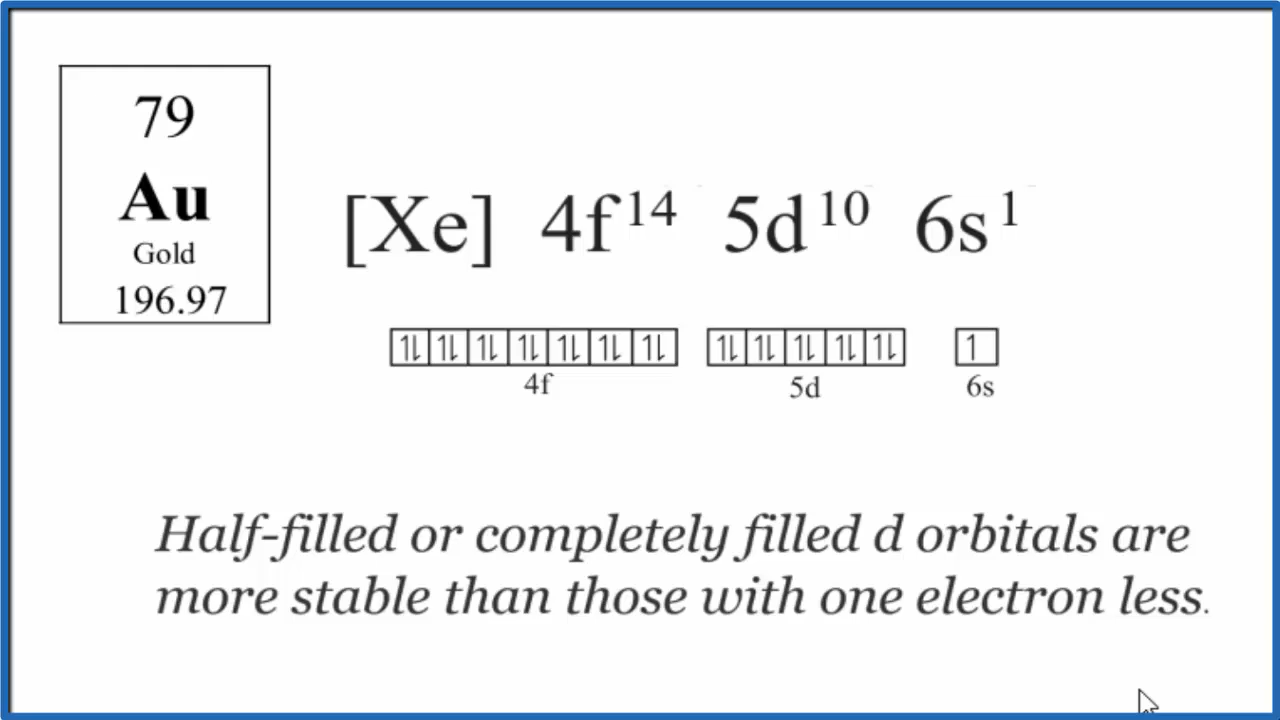 79
Au
Gold
196.97
[Xe] 4f¹⁴ 5d¹⁰ 6s¹
⥮ ⥮ ⥮ ⥮ ⥮ ⥮ ⥮ ⥮ ⥮ ⥮ ⥮ ⥮ ↿
4f 5d 6s
Half-filled or completely filled d orbitals are
more stable than those with one electron less.